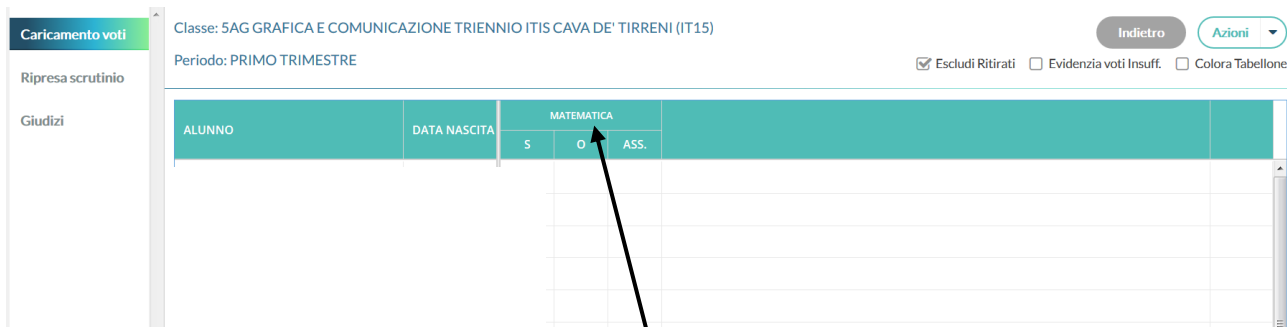 Caricamento voti
Ripresa scrutinio
Giudizi
Classe: 5AG GRAFICA E COMUNICAZIONE TRIENNIO ITIS CAVA DE' TIRRENI (IT15)
Periodo: PRIMO TRIMESTRE
Indietro
Azioni
Escludi Ritirati
Evidenzia voti Insuff.
Colora Tabellone
ALUNNO
DATA NASCITA
MATEMATICA
S
O
ASS.